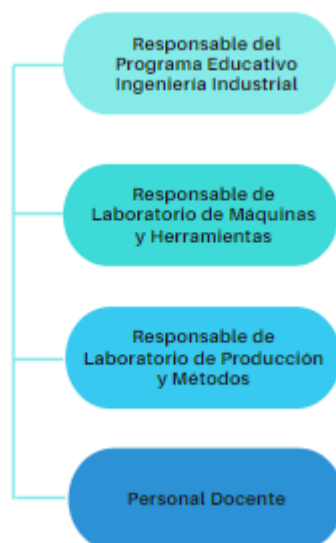 Responsable del
Programa Educativo
Ingeniería Industrial
Responsable de
Laboratorio de Máquinas
y Herramientas
Responsable de
Laboratorio de Producción
y Métodos
Personal Docente